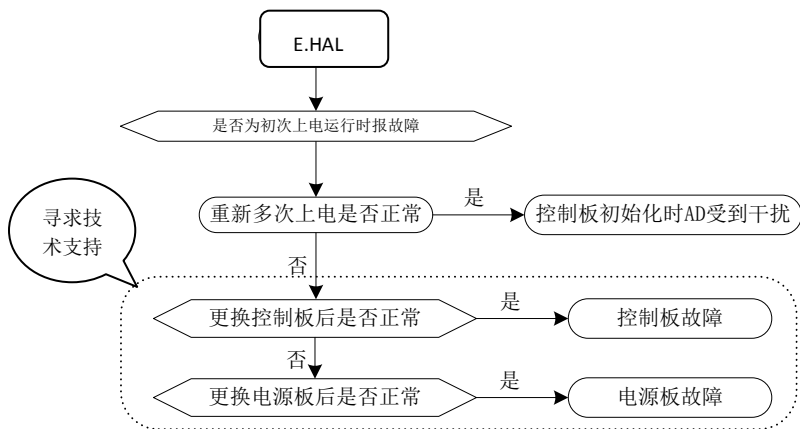 E.HAL
是否为初次上电运行时报故障
重新多次上电是否正常
是
控制板初始化时AD受到干扰
寻求技
术支持
否
更换控制板后是否正常
是
控制板故障
否
更换电源板后是否正常
是
电源板故障